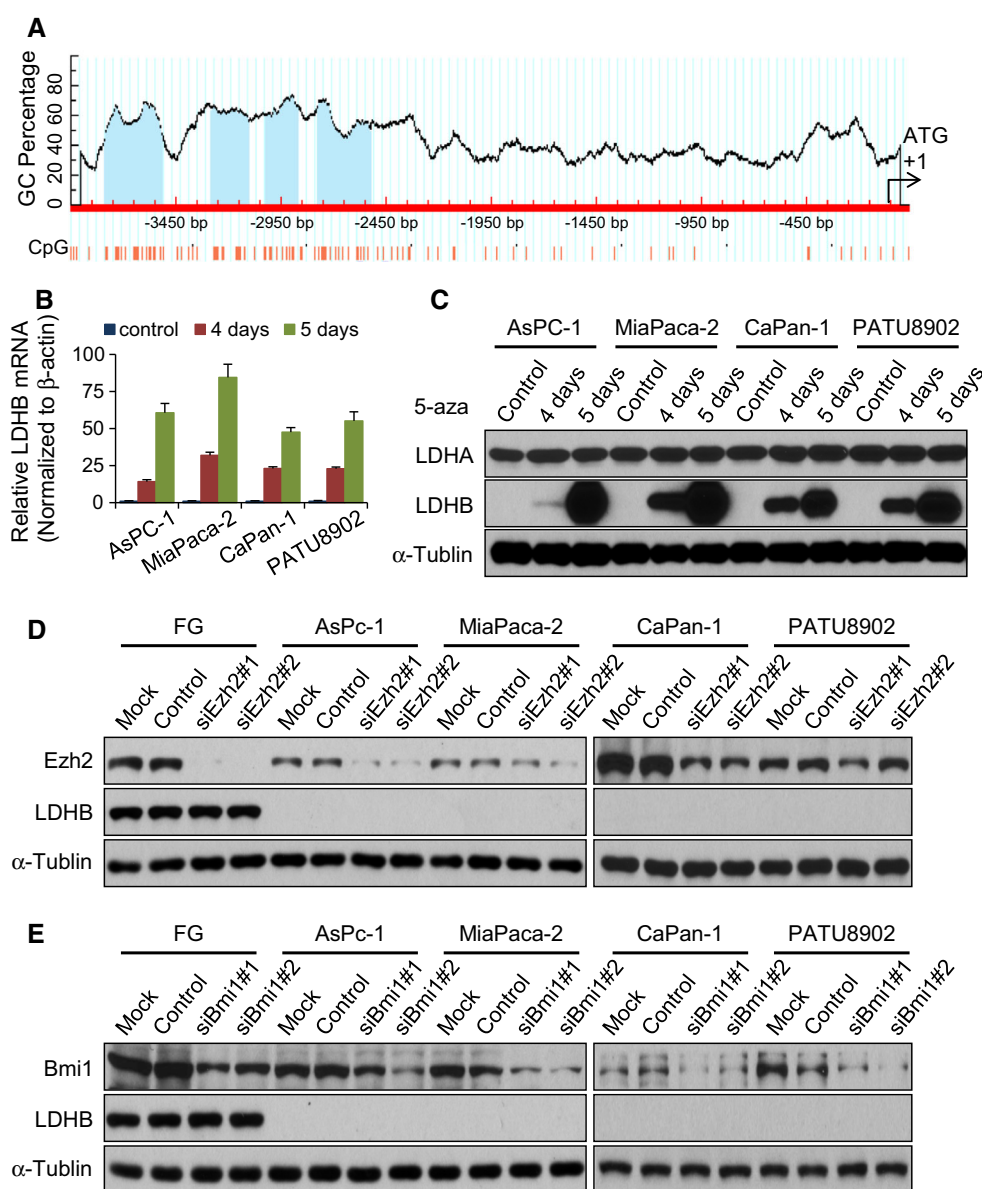 A
GC Percentage
80
60
40
20
0
ATG
+1
-3450 bp -2950 bp -2450 bp -1950 bp -1450 bp -950 bp -450 bp
CpG
B
control 4 days 5 days
Relative LDHB mRNA
(Normalized to β-actin)
100
75
50
25
0
AsPC-1 MiaPaca-2 CaPan-1 PATU8902
C
AsPC-1 MiaPaca-2 CaPan-1 PATU8902
5-aza Control 4 days 5 days Control 4 days 5 days Control 4 days 5 days Control 4 days 5 days
LDHA
LDHB
α-Tublin
D
FG AsPc-1 MiaPaca-2 CaPan-1 PATU8902
Mock Control siEzh2#1 siEzh2#2 Mock Control siEzh2#1 siEzh2#2 Mock Control siEzh2#1 siEzh2#2 Mock Control siEzh2#1 siEzh2#2 Mock Control siEzh2#1 siEzh2#2
Ezh2
LDHB
α-Tublin
E
FG AsPc-1 MiaPaca-2 CaPan-1 PATU8902
Mock Control siBmi1#1 siBmi1#2 Mock Control siBmi1#1 siBmi1#2 Mock Control siBmi1#1 siBmi1#2 Mock Control siBmi1#1 siBmi1#2 Mock Control siBmi1#1 siBmi1#2
Bmi1
LDHB
α-Tublin